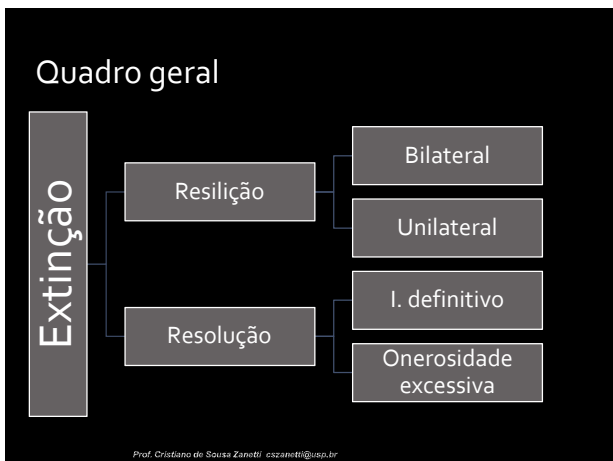 Quadro geral
Extinção
Resilição
Bilateral
Unilateral
Resolução
I. definitivo
Onerosidade
excessiva
Prof. Cristiano de Sousa Zanetti cszanetti@usp.br